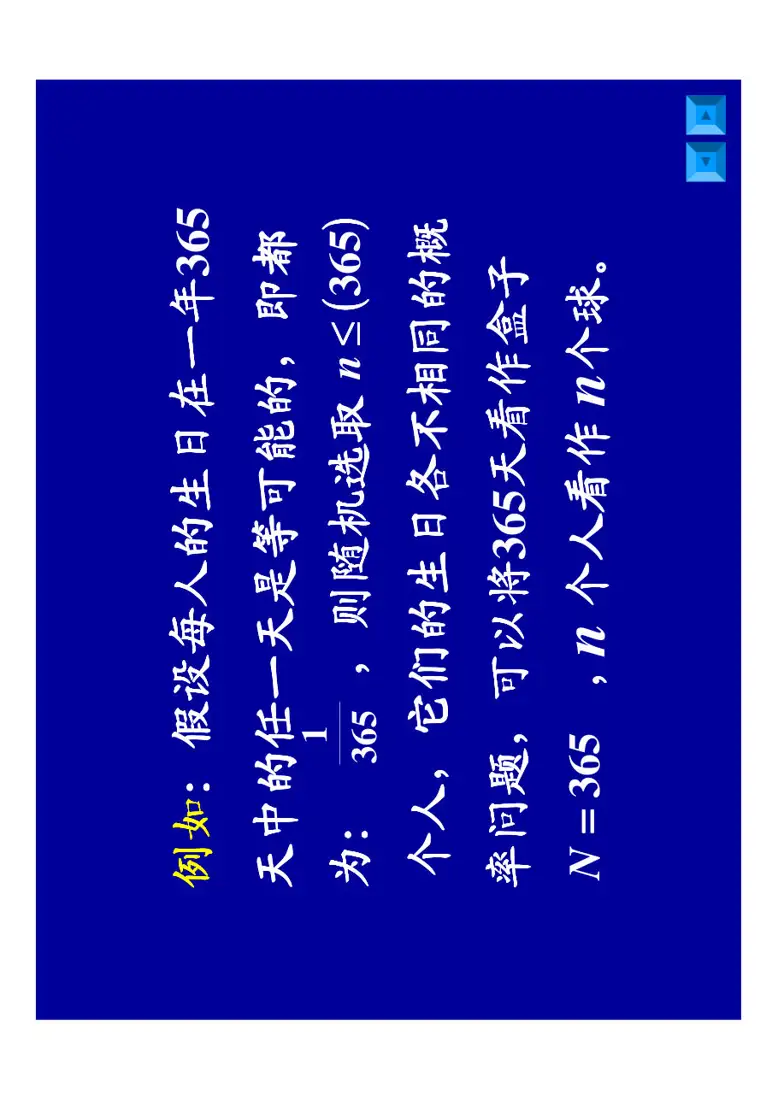 例如：假设每人的生日在一年365
天中的任一天是等可能的，即都
为：1/365，则随机选取 n ≤ (365)
个人，它们的生日各不相同的概
率问题，可以将365天看作盒子
N = 365 ，n 个人看作 n个球。